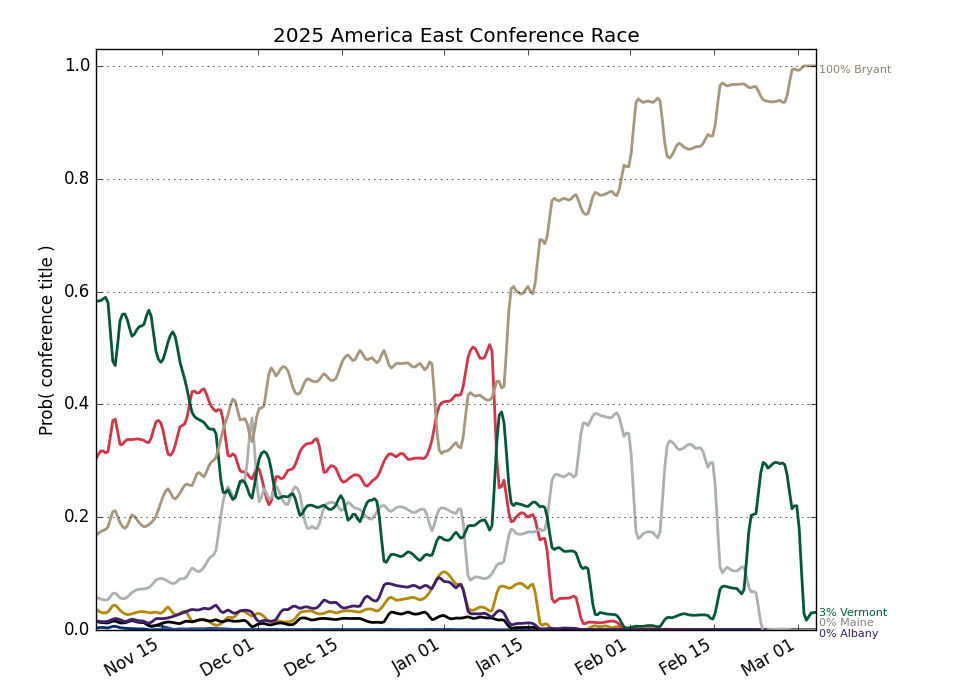 2025 America East Conference Race
Prob( conference title )
1.0
0.8
0.6
0.4
0.2
0.0
Nov 15
Dec 01
Dec 15
Jan 01
Jan 15
Feb 01
Feb 15
Mar 01
100% Bryant
3% Vermont
0% Maine
0% Albany